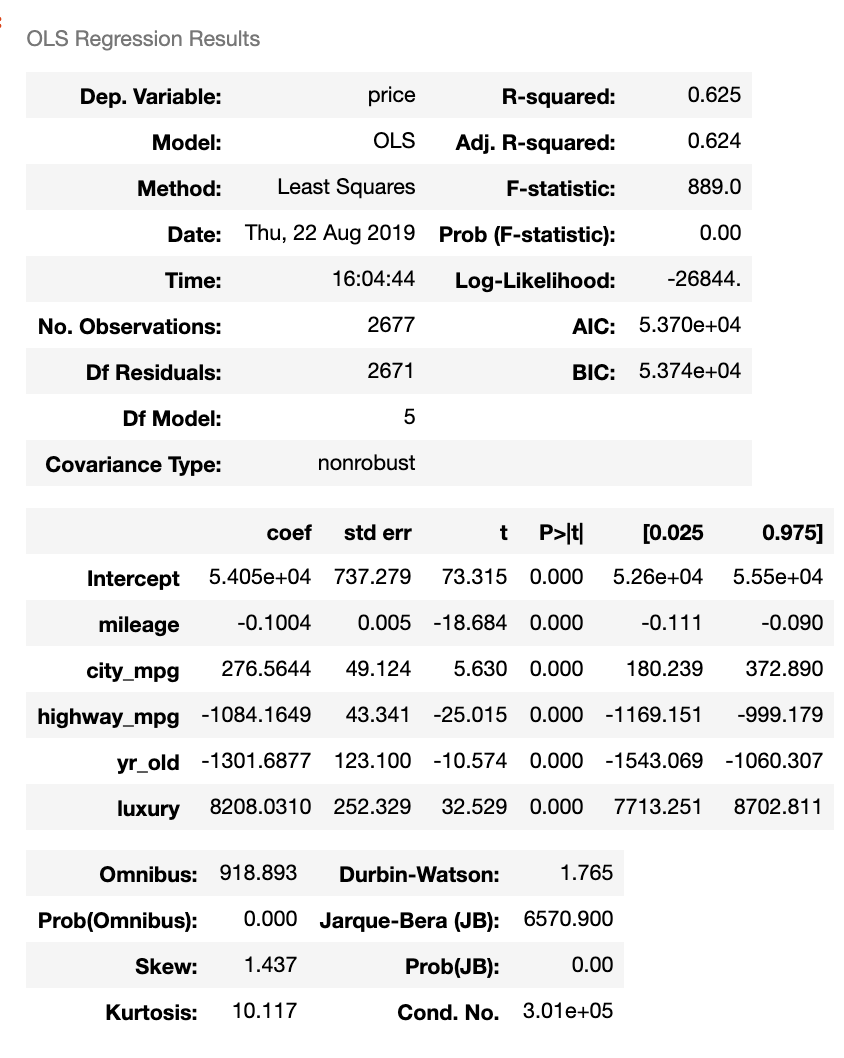 OLS Regression Results
Dep. Variable: price R-squared: 0.625
Model: OLS Adj. R-squared: 0.624
Method: Least Squares F-statistic: 889.0
Date: Thu, 22 Aug 2019 Prob (F-statistic): 0.00
Time: 16:04:44 Log-Likelihood: -26844.
No. Observations: 2677 AIC: 5.370e+04
Df Residuals: 2671 BIC: 5.374e+04
Df Model: 5
Covariance Type: nonrobust
coef std err t P>|t| [0.025 0.975]
Intercept 5.405e+04 737.279 73.315 0.000 5.26e+04 5.55e+04
mileage -0.1004 0.005 -18.684 0.000 -0.111 -0.090
city_mpg 276.5644 49.124 5.630 0.000 180.239 372.890
highway_mpg -1084.1649 43.341 -25.015 0.000 -1169.151 -999.179
yr_old -1301.6877 123.100 -10.574 0.000 -1543.069 -1060.307
luxury 8208.0310 252.329 32.529 0.000 7713.251 8702.811
Omnibus: 918.893 Durbin-Watson: 1.765
Prob(Omnibus): 0.000 Jarque-Bera (JB): 6570.900
Skew: 1.437 Prob(JB): 0.00
Kurtosis: 10.117 Cond. No. 3.01e+05